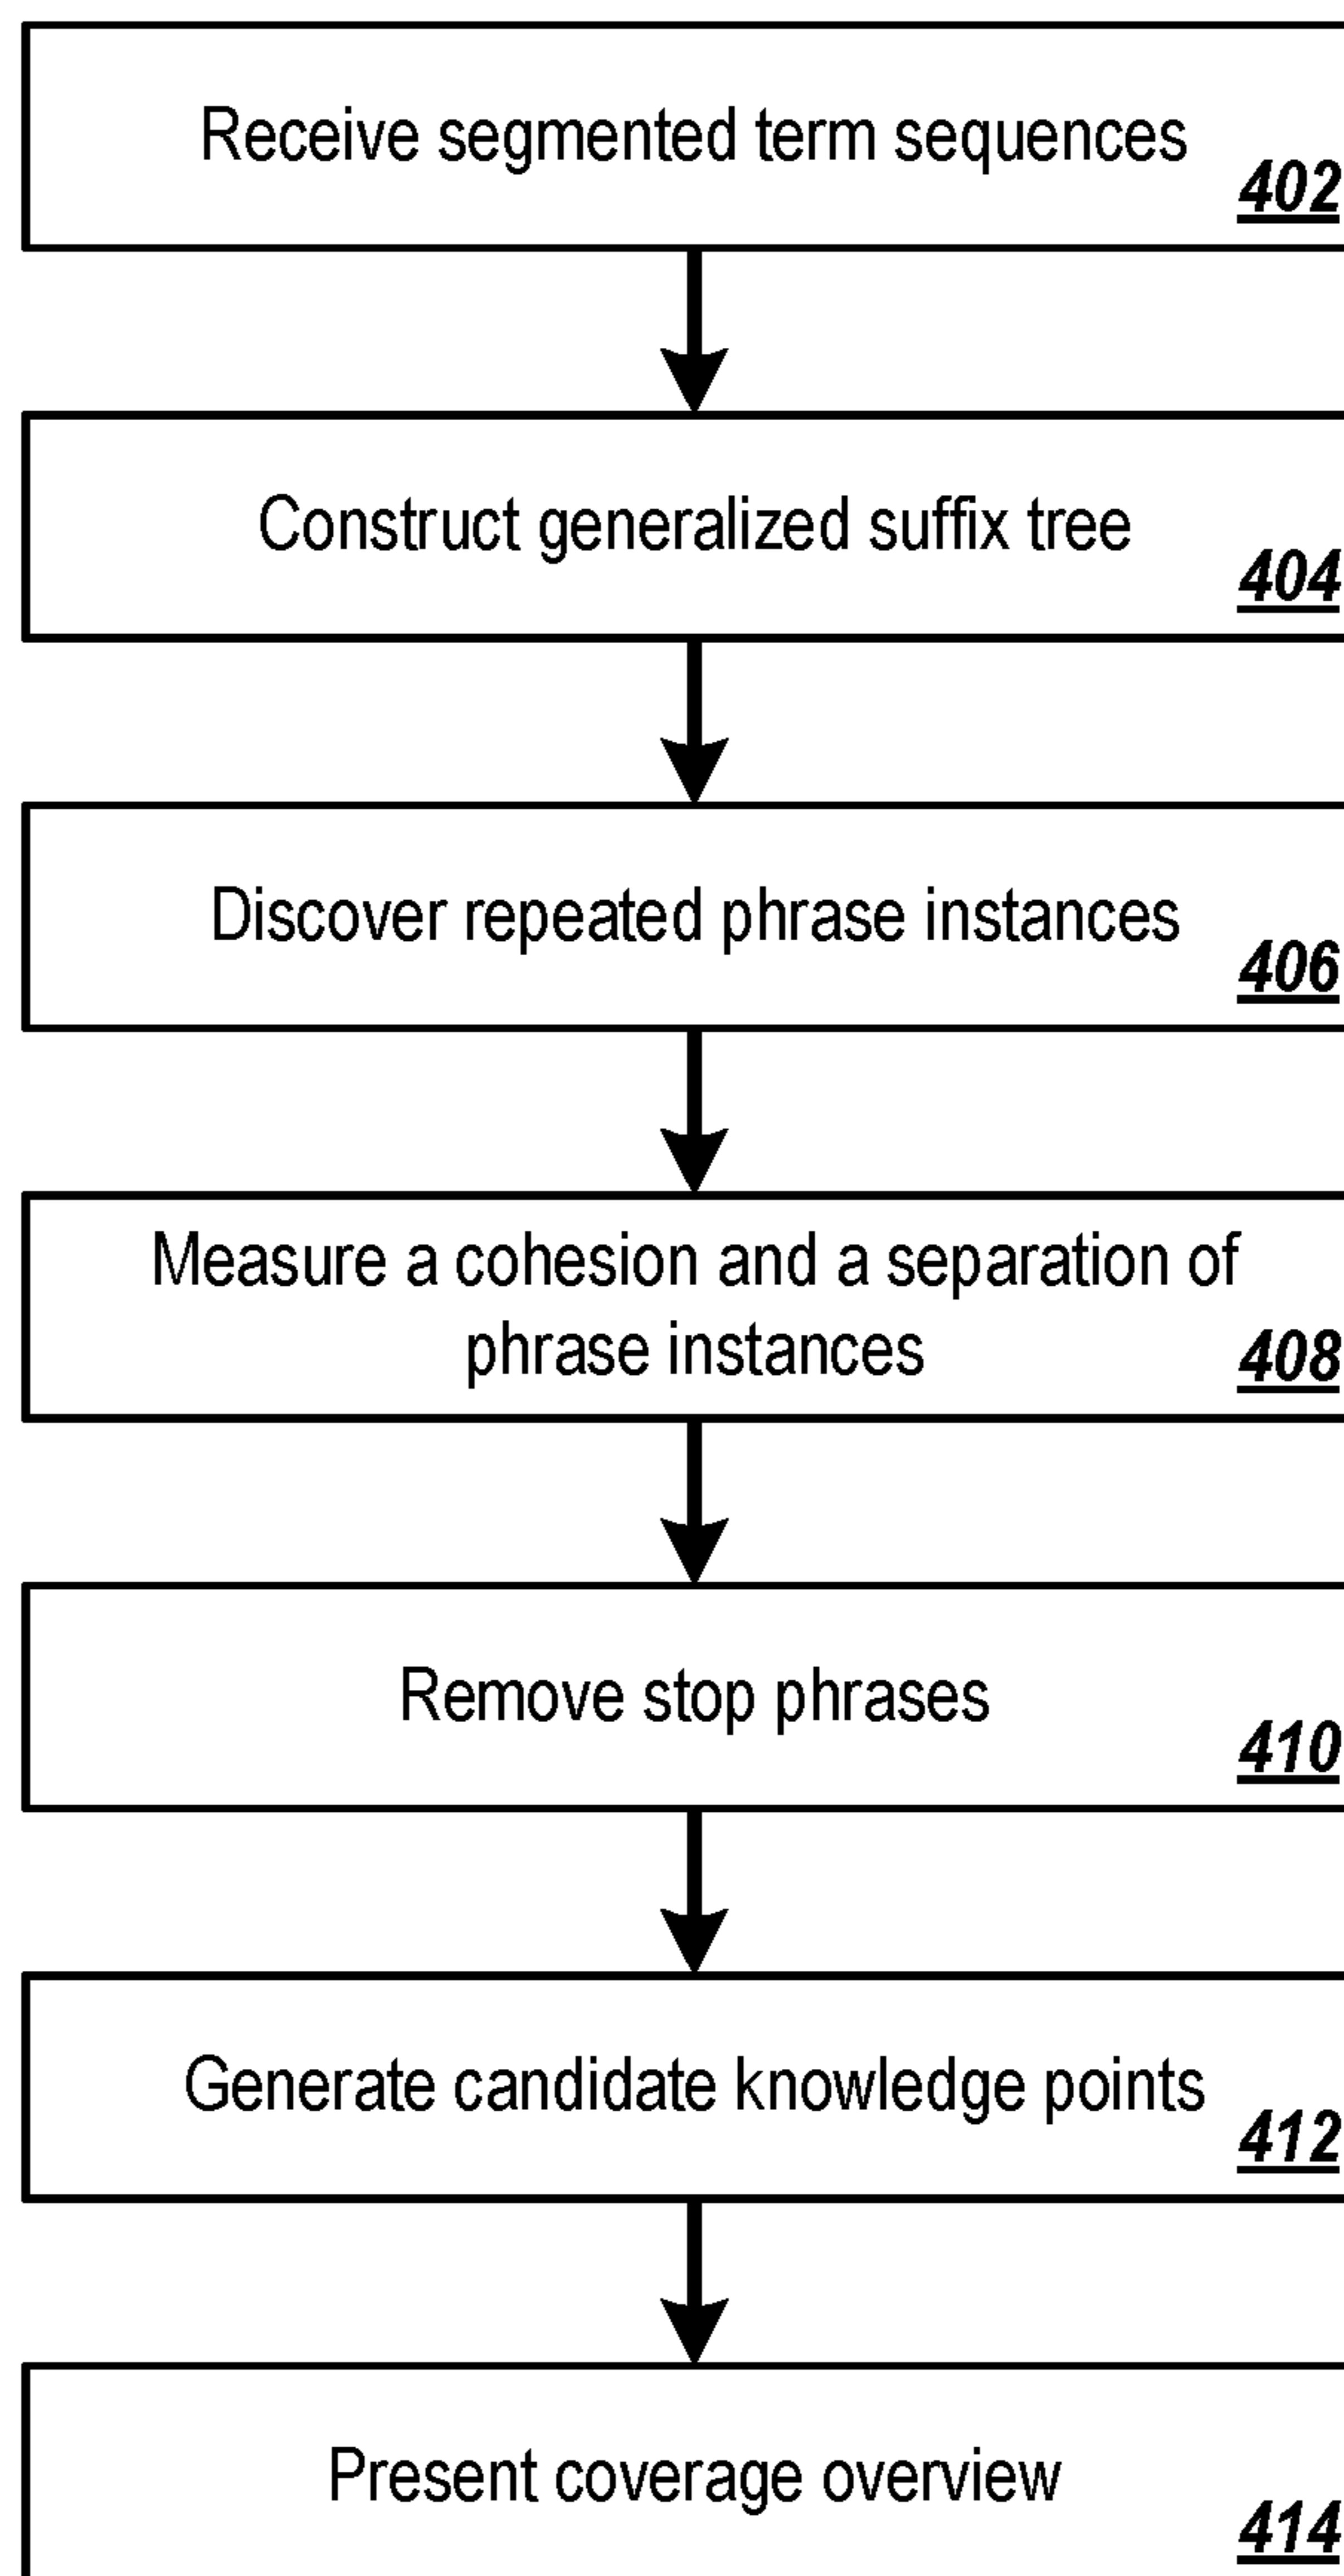 Receive segmented term sequences
402
Construct generalized suffix tree
404
Discover repeated phrase instances
406
Measure a cohesion and a separation of
phrase instances
408
Remove stop phrases
410
Generate candidate knowledge points
412
Present coverage overview
414